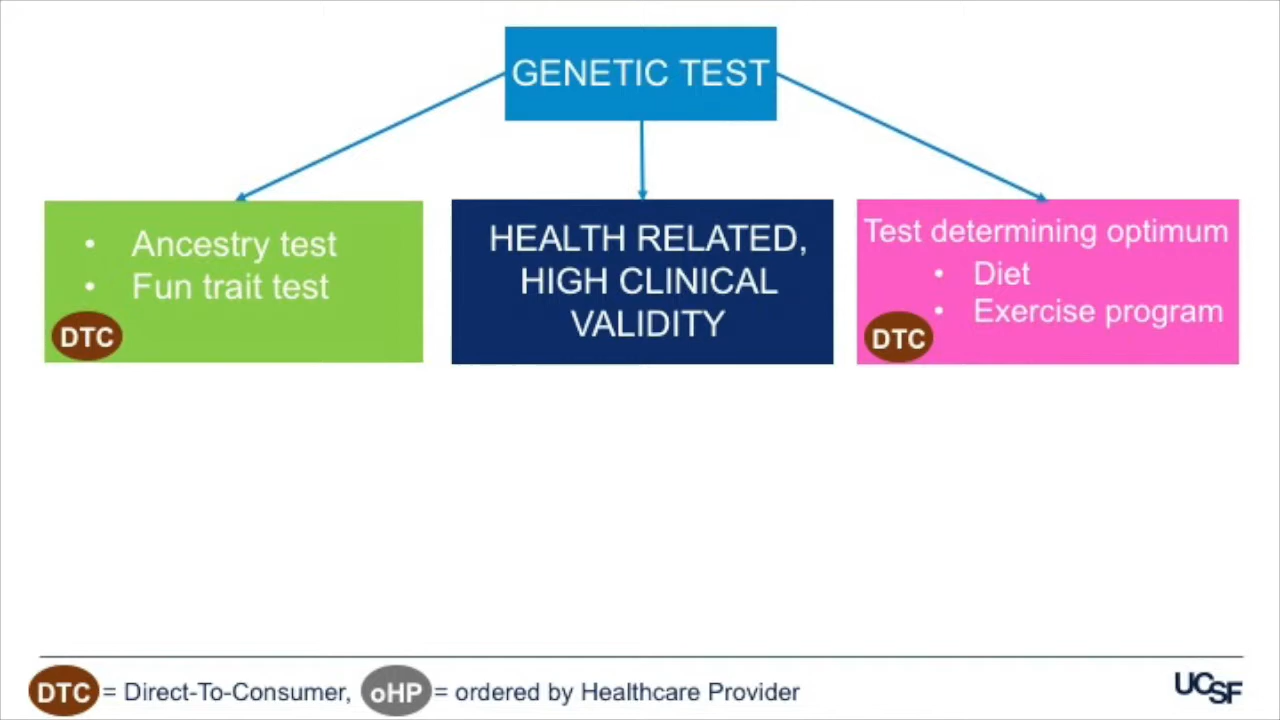 GENETIC TEST
• Ancestry test
• Fun trait test
DTC
HEALTH RELATED,
HIGH CLINICAL
VALIDITY
Test determining optimum
• Diet
• Exercise program
DTC
DTC = Direct-To-Consumer, oHP = ordered by Healthcare Provider
UCSF